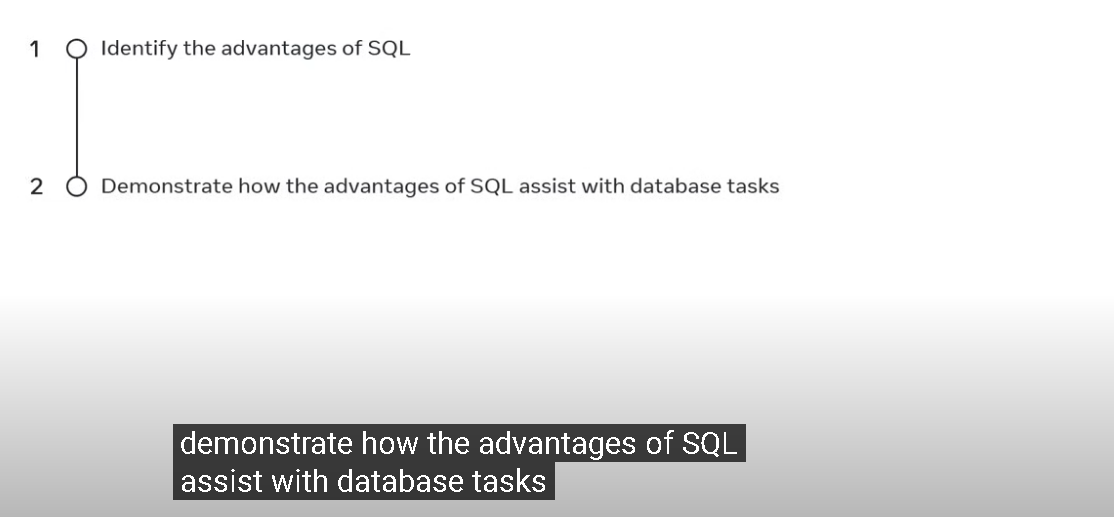 1 Identify the advantages of SQL
2 Demonstrate how the advantages of SQL assist with database tasks
demonstrate how the advantages of SQL
assist with database tasks